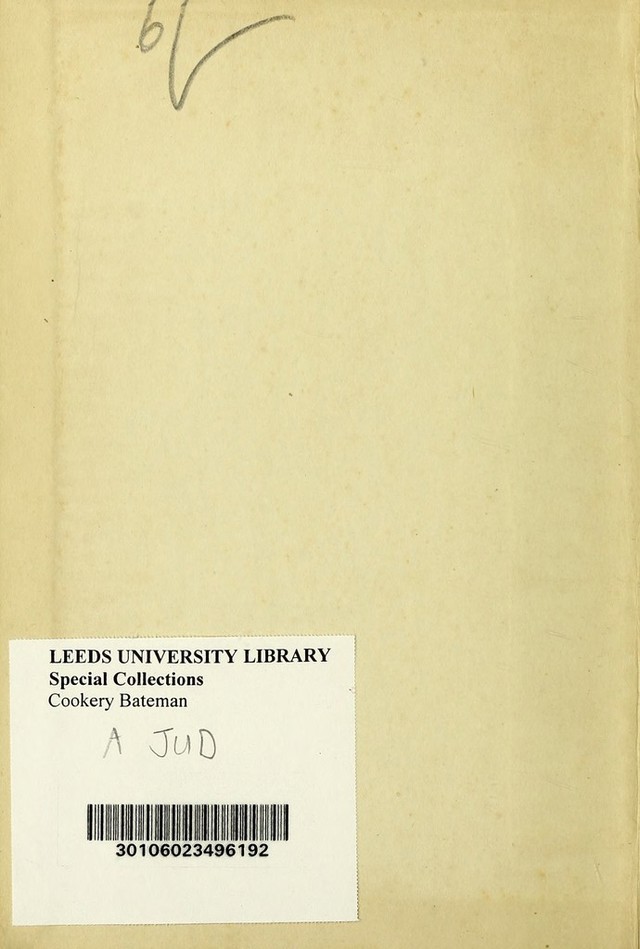 6/
LEEDS UNIVERSITY LIBRARY
Special Collections
Cookery Bateman
A JUD
30106023496192